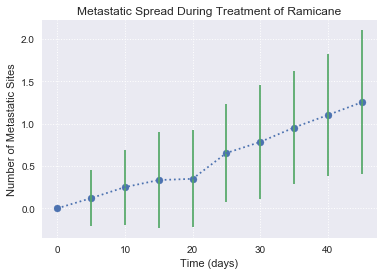 Metastatic Spread During Treatment of Ramicane
Number of Metastatic Sites
2.0
1.5
1.0
0.5
0.0
0 10 20 30 40
Time (days)